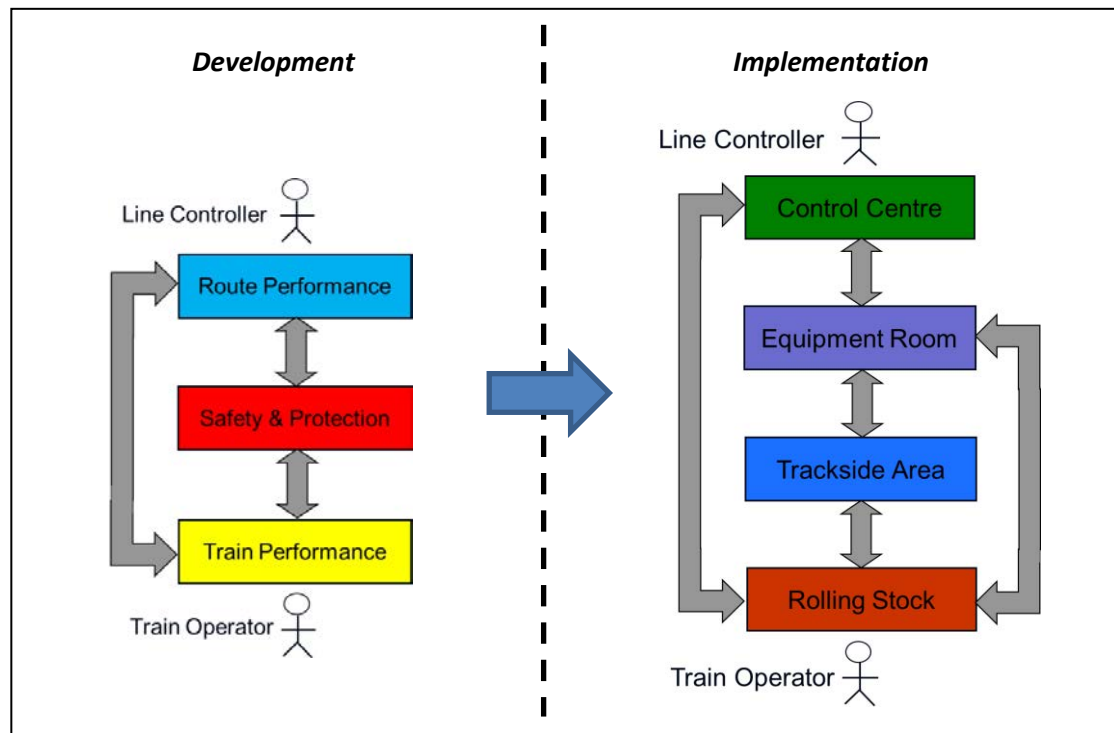 Development
Line Controller
Route Performance
Safety & Protection
Train Performance
Train Operator
Implementation
Line Controller
Control Centre
Equipment Room
Trackside Area
Rolling Stock
Train Operator